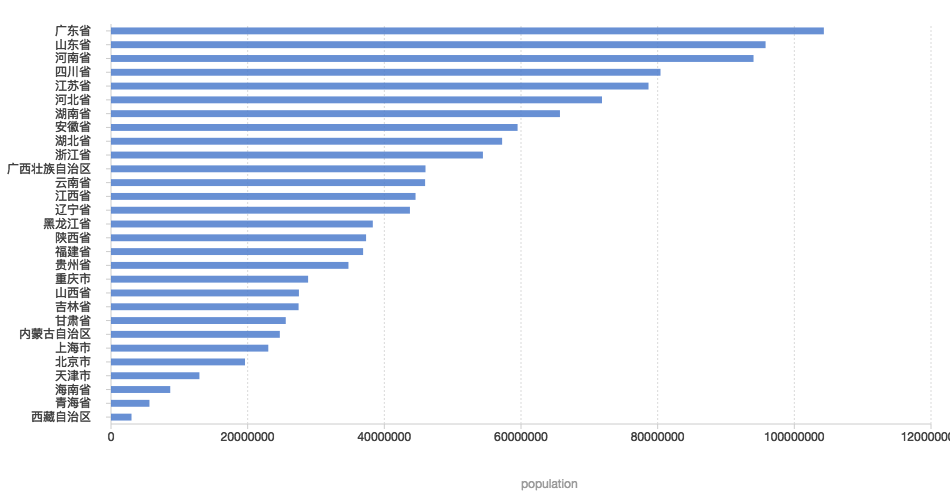 广东省
山东省
河南省
四川省
江苏省
河北省
湖南省
安徽省
湖北省
浙江省
广西壮族自治区
云南省
江西省
辽宁省
黑龙江省
陕西省
福建省
贵州省
重庆市
山西省
吉林省
甘肃省
内蒙古自治区
上海市
北京市
天津市
海南省
青海省
西藏自治区
0 20000000 40000000 60000000 80000000 100000000 12000000
population